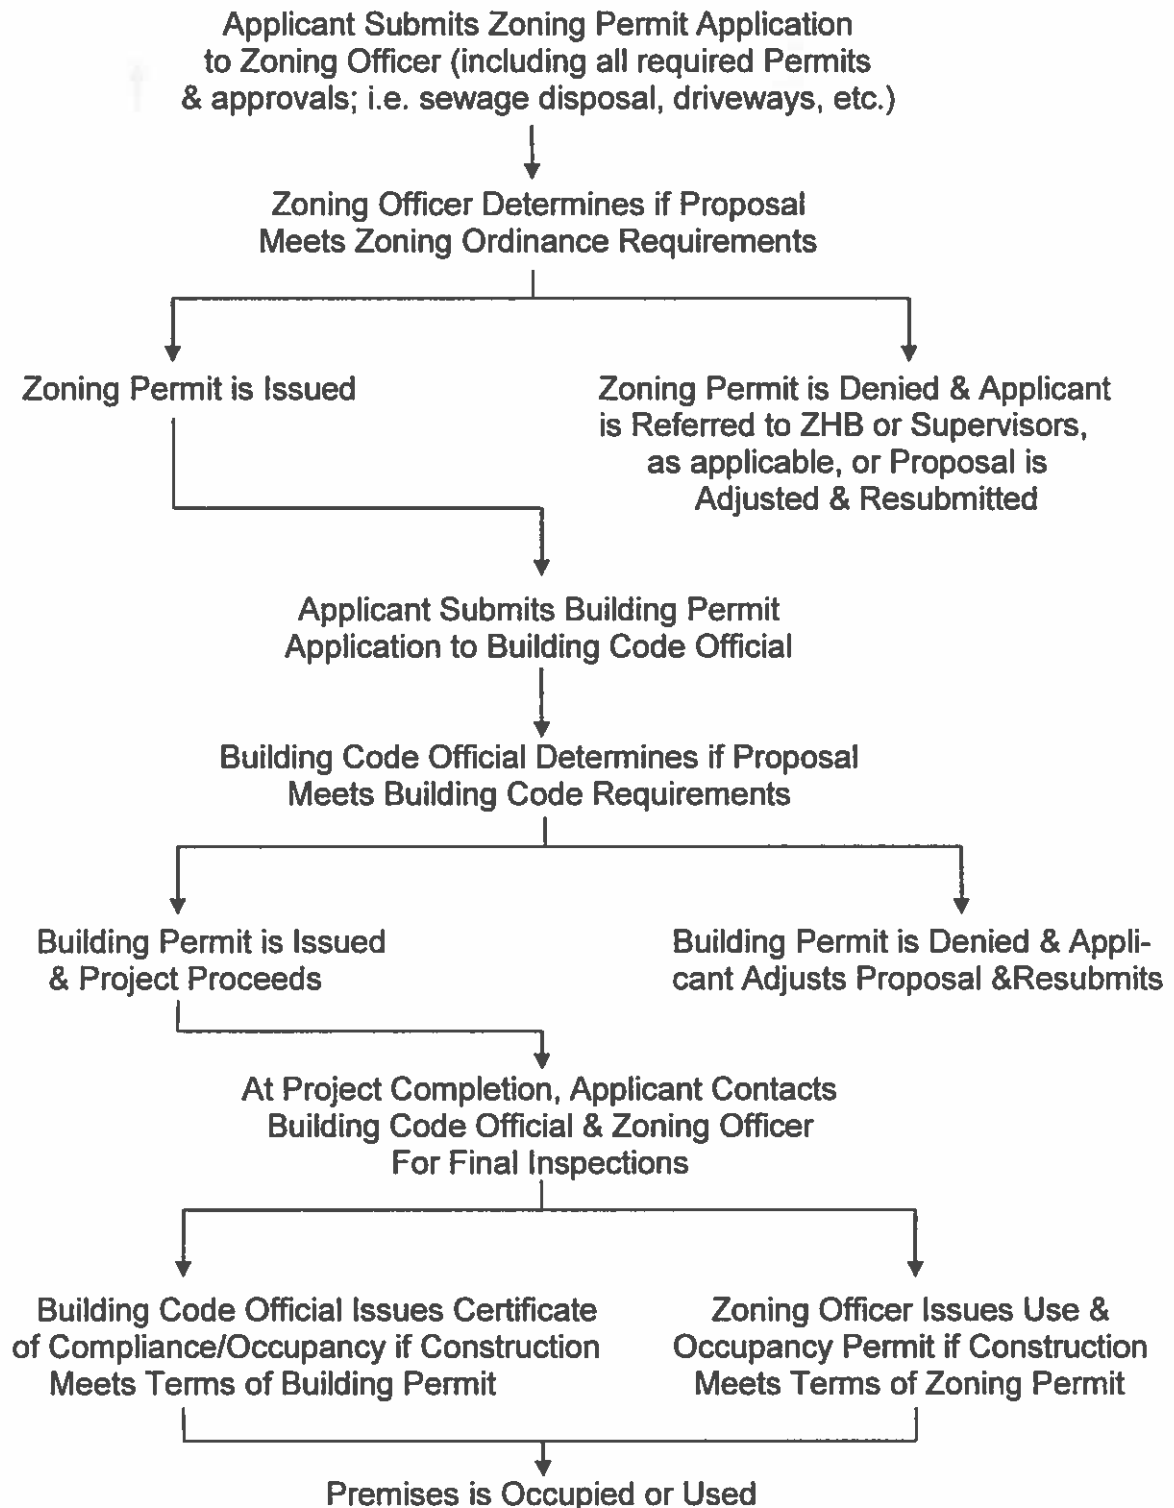 Applicant Submits Zoning Permit Application
to Zoning Officer (including all required Permits
& approvals; i.e. sewage disposal, driveways, etc.)
Zoning Officer Determines if Proposal
Meets Zoning Ordinance Requirements
Zoning Permit is Issued
Zoning Permit is Denied & Applicant
is Referred to ZHB or Supervisors,
as applicable, or Proposal is
Adjusted & Resubmitted
Applicant Submits Building Permit
Application to Building Code Official
Building Code Official Determines if Proposal
Meets Building Code Requirements
Building Permit is Issued
& Project Proceeds
Building Permit is Denied & Appli-
cant Adjusts Proposal &Resubmits
At Project Completion, Applicant Contacts
Building Code Official & Zoning Officer
For Final Inspections
Building Code Official Issues Certificate
of Compliance/Occupancy if Construction
Meets Terms of Building Permit
Zoning Officer Issues Use &
Occupancy Permit if Construction
Meets Terms of Zoning Permit
Premises is Occupied or Used